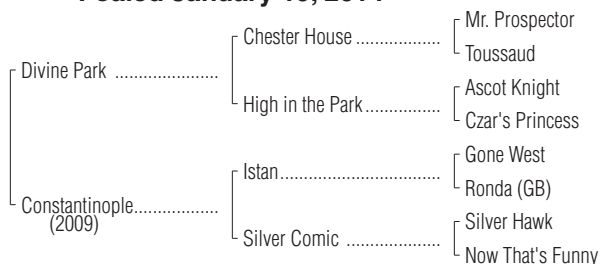 Mr. Prospector
Chester House ..................
Toussaud
Divine Park ......................
Ascot Knight
High in the Park................
Czar's Princess
Gone West
Istan..................................
Ronda (GB)
Constantinople..................
(2009)
Silver Hawk
Silver Comic ....................
Now That's Funny